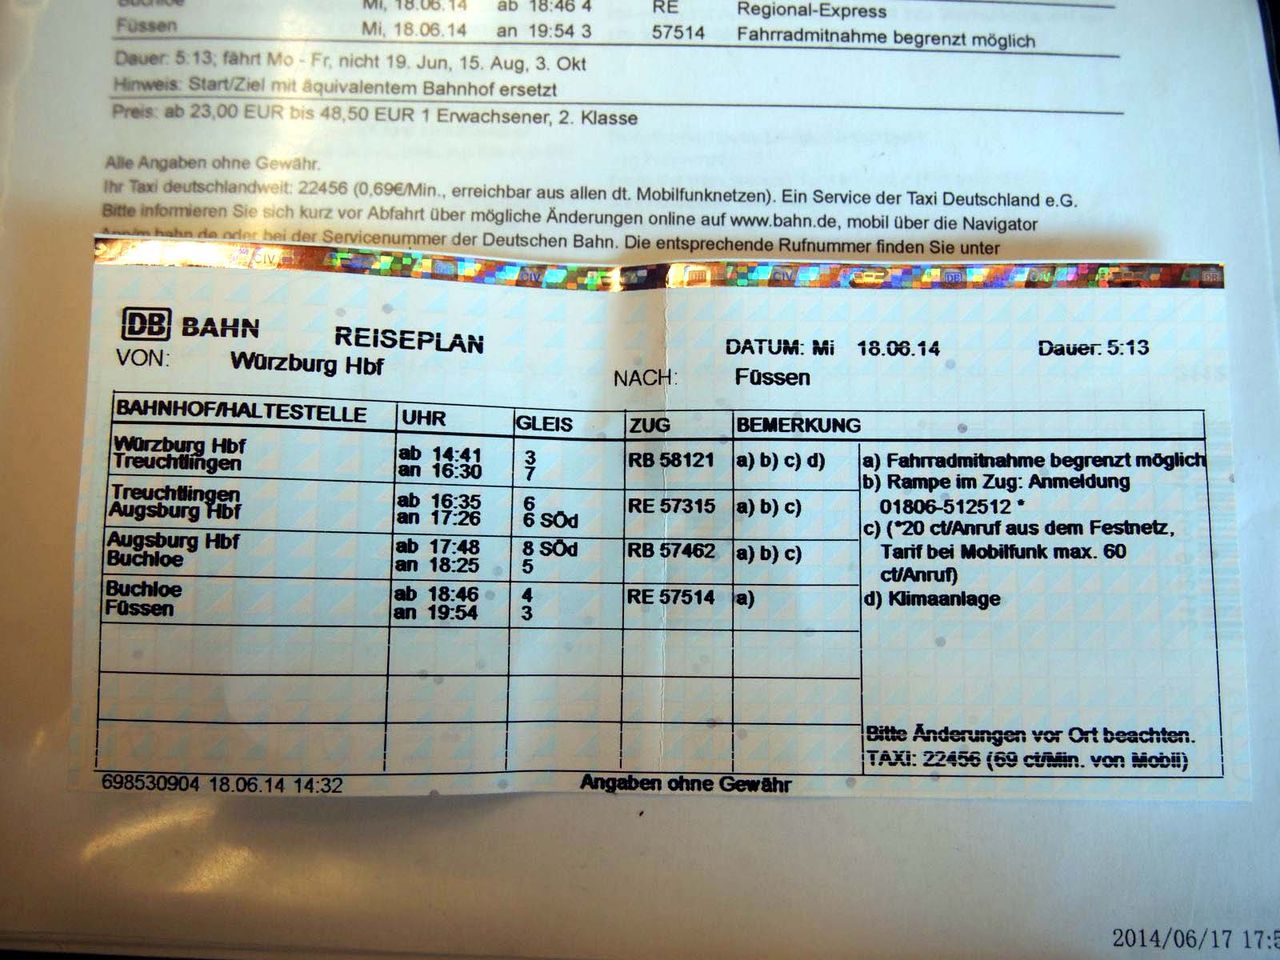 Buchloe Mi, 18.06.14 ab 18:46 4 RE Regional-Express
Füssen Mi, 18.06.14 an 19:54 3 57514 Fahrradmitnahme begrenzt möglich
Dauer: 5:13; fährt Mo - Fr, nicht 19. Jun, 15. Aug, 3. Okt
Hinweis: Start/Ziel mit äquivalentem Bahnhof ersetzt
Preis: ab 23,00 EUR bis 48,50 EUR 1 Erwachsener, 2. Klasse
Alle Angaben ohne Gewähr.
Ihr Taxi deutschlandweit: 22456 (0,69€/Min., erreichbar aus allen dt. Mobilfunknetzen). Ein Service der Taxi Deutschland e.G.
Bitte informieren Sie sich kurz vor Abfahrt über mögliche Änderungen online auf www.bahn.de, mobil über die Navigator
App/m.bahn.de oder bei der Servicenummer der Deutschen Bahn. Die entsprechende Rufnummer finden Sie unter
DB BAHN REISEPLAN DATUM: Mi 18.06.14 Dauer: 5:13
VON: Würzburg Hbf NACH: Füssen
BAHNHOF/HALTESTELLE UHR GLEIS ZUG BEMERKUNG
Würzburg Hbf ab 14:41 3
Treuchtlingen an 16:30 7 RB 58121 a) b) c) d)
Treuchtlingen ab 16:35 6
Augsburg Hbf an 17:26 6 SÖd RE 57315 a) b) c)
Augsburg Hbf ab 17:48 8 SÖd
Buchloe an 18:25 5 RB 57462 a) b) c)
Buchloe ab 18:46 4
Füssen an 19:54 3 RE 57514 a)
a) Fahrradmitnahme begrenzt möglich
b) Rampe im Zug: Anmeldung
01806-512512 *
c) (*20 ct/Anruf aus dem Festnetz,
Tarif bei Mobilfunk max. 60
ct/Anruf)
d) Klimaanlage
Bitte Änderungen vor Ort beachten.
TAXI: 22456 (69 ct/Min. von Mobil)
698530904 18.06.14 14:32 Angaben ohne Gewähr
2014/06/17 17:5